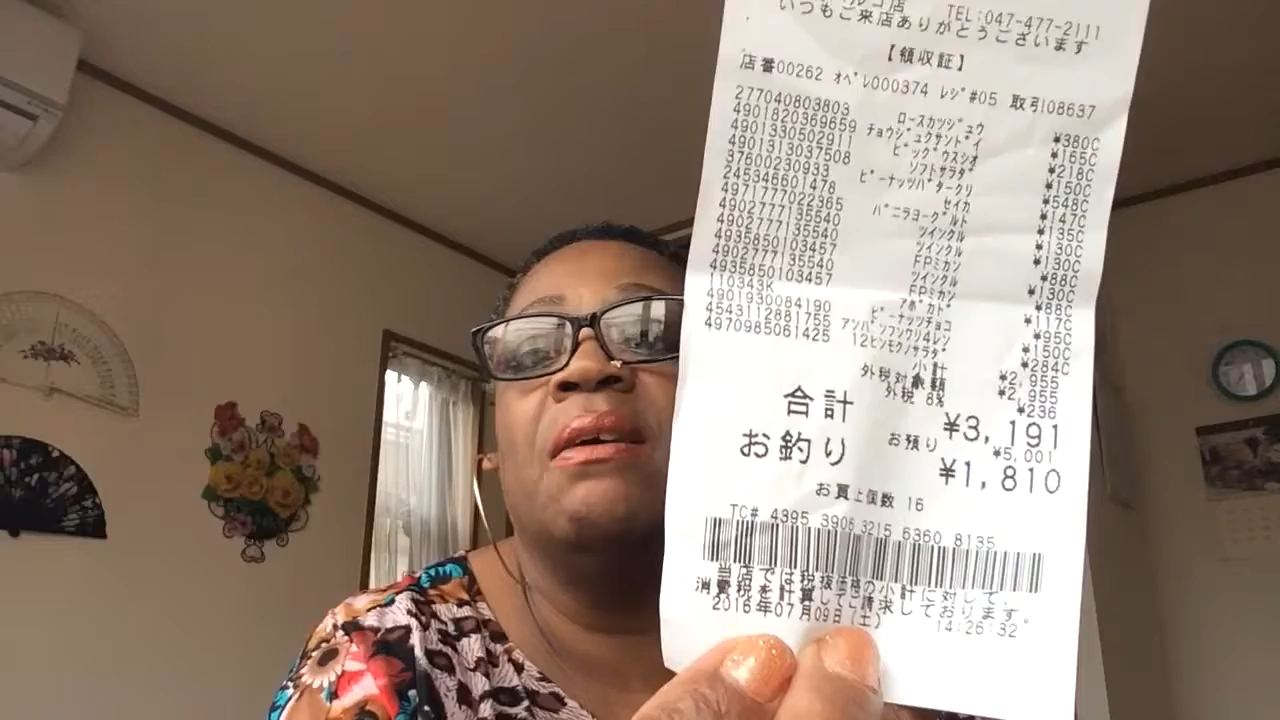 TEL:047-477-2111
いつもご来店ありがとうございます
【領収証】
店番00262 オペレ000374 レジ#05 取引08637
277040803803 ロースカツジュウ ¥380C
4901820369659 チョウジュクサンドイ ¥165C
4901330502911 ビッグウスシオ ¥218C
4901313037508 ソフトサラダ ¥150C
37600230933 ピーナッツバタークリ ¥548C
245346601478 セイカ ¥147C
4971777022365 バニラヨーグルト ¥135C
4902777135540 ツインクル ¥130C
4902777135540 ツインクル ¥130C
4935850103457 FPミカン ¥88C
4902777135540 ツインクル ¥130C
4935850103457 FPミカン ¥88C
110343K アボカド ¥117C
4901930084190 ピーナッツチョコ ¥95C
4543112881755 アンパンフンワリ4レン ¥150C
4970985061425 12ヒンモクノサラダ ¥284C
小計 ¥2,955
外税対象額 ¥2,955
外税 8% ¥236
合計 ¥3,191
お預り ¥5,001
お釣り ¥1,810
お買上個数 16
TC# 4395 3906 3215 6360 8135
当店では税抜価格の小計に対して、
消費税を計算してご請求しております。
2016年07月09日(土) 14:26:32